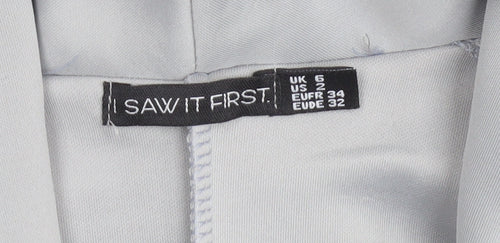 I SAW IT FIRST.
UK 6
US 2
EUFR 34
EUDE 32